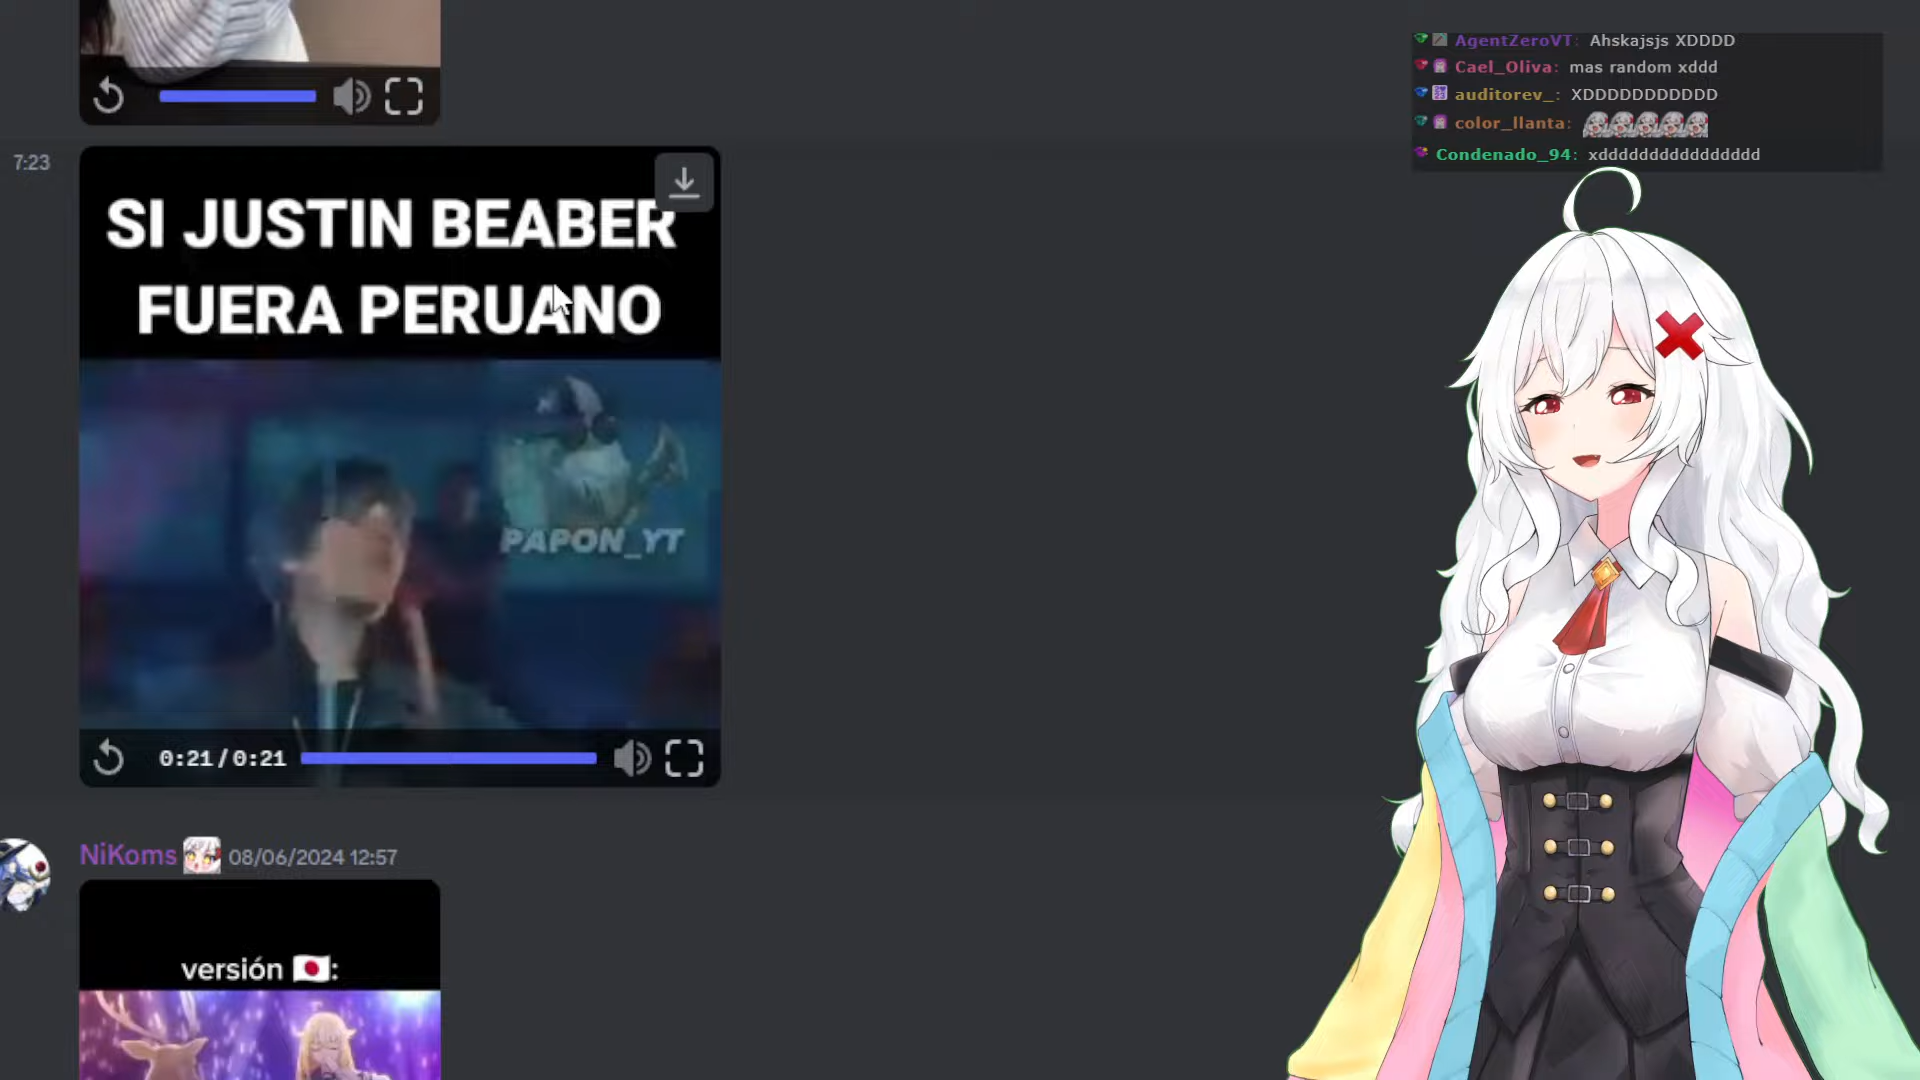 AgentZeroVT: Ahskajsjs XDDDD
Cael_Oliva: mas random xddd
auditorev_: XDDDDDDDDDDD
color_llanta:
Condenado_94: xdddddddddddddddd
7:23
SI JUSTIN BEABER
FUERA PERUANO
PAPON_YT
0:21/0:21
NiKoms 08/06/2024 12:57
versión 🇯🇵: